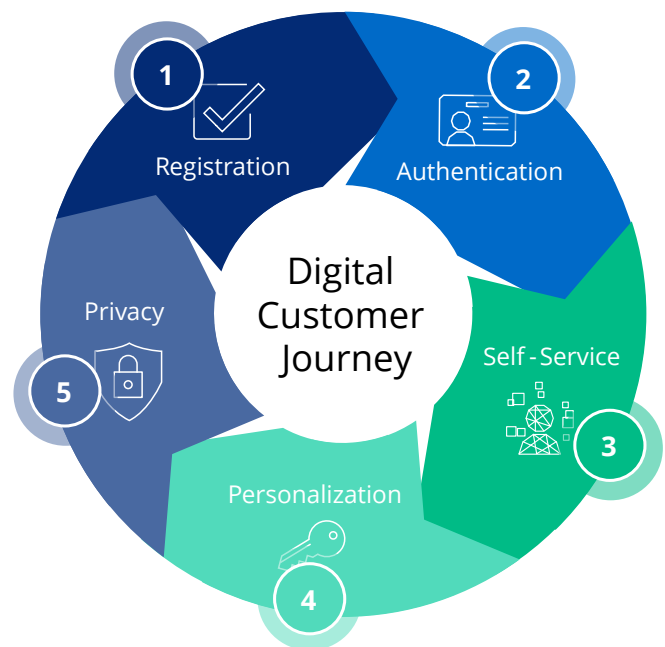 1
Registration
2
Authentication
Digital
Customer
Journey
Self-Service
3
Personalization
4
Privacy
5